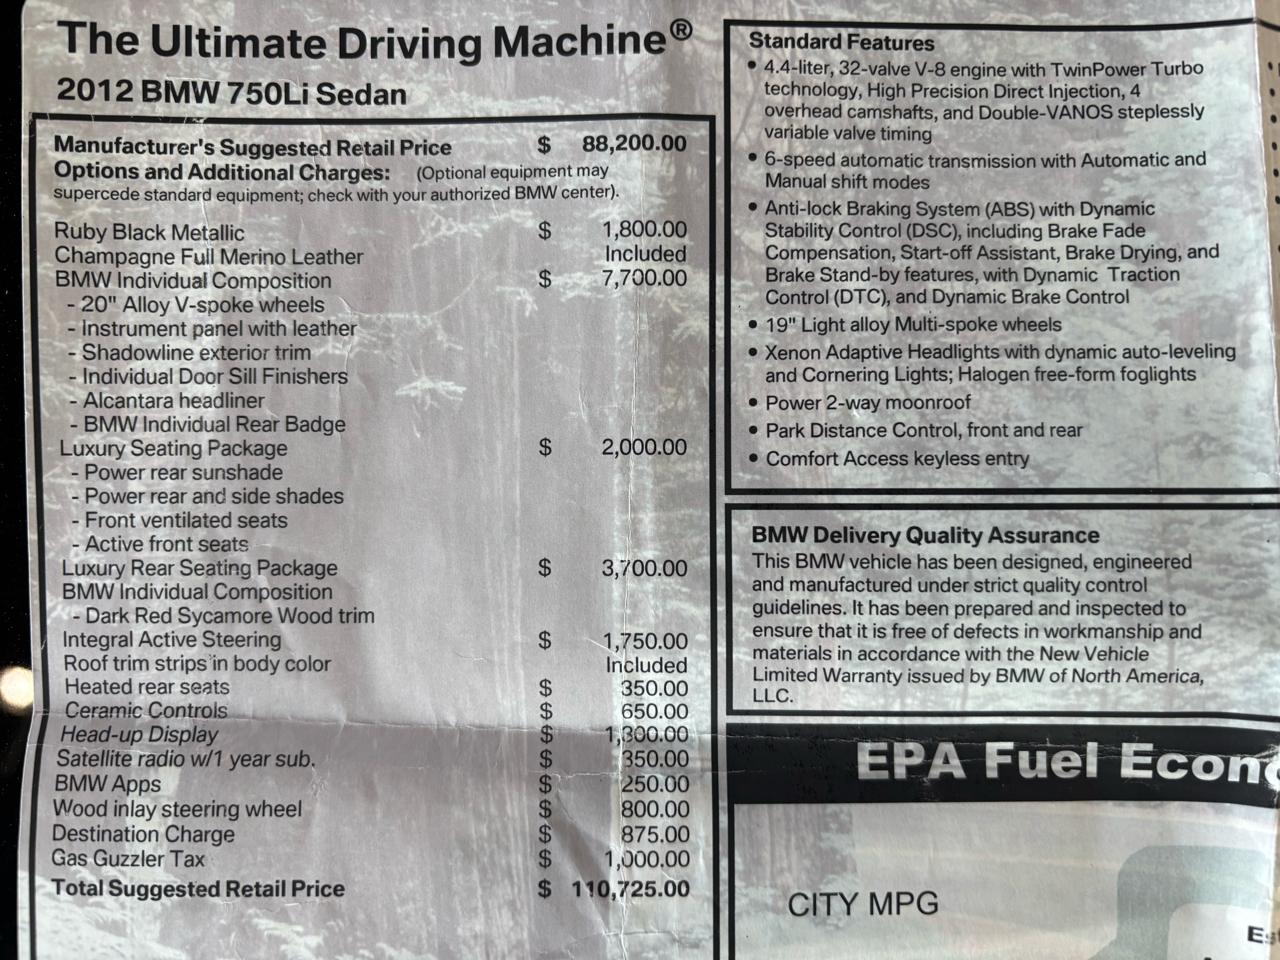 The Ultimate Driving Machine®
2012 BMW 750Li Sedan
Manufacturer's Suggested Retail Price $ 88,200.00
Options and Additional Charges: (Optional equipment may
supercede standard equipment; check with your authorized BMW center).
Ruby Black Metallic $ 1,800.00
Champagne Full Merino Leather Included
BMW Individual Composition $ 7,700.00
- 20" Alloy V-spoke wheels
- Instrument panel with leather
- Shadowline exterior trim
- Individual Door Sill Finishers
- Alcantara headliner
- BMW Individual Rear Badge
Luxury Seating Package $ 2,000.00
- Power rear sunshade
- Power rear and side shades
- Front ventilated seats
- Active front seats
Luxury Rear Seating Package $ 3,700.00
BMW Individual Composition
- Dark Red Sycamore Wood trim
Integral Active Steering $ 1,750.00
Roof trim strips in body color Included
Heated rear seats $ 350.00
Ceramic Controls $ 650.00
Head-up Display $ 1,300.00
Satellite radio w/1 year sub. $ 350.00
BMW Apps $ 250.00
Wood inlay steering wheel $ 800.00
Destination Charge $ 875.00
Gas Guzzler Tax $ 1,000.00
Total Suggested Retail Price $ 110,725.00
Standard Features
• 4.4-liter, 32-valve V-8 engine with TwinPower Turbo
technology, High Precision Direct Injection, 4
overhead camshafts, and Double-VANOS steplessly
variable valve timing
• 6-speed automatic transmission with Automatic and
Manual shift modes
• Anti-lock Braking System (ABS) with Dynamic
Stability Control (DSC), including Brake Fade
Compensation, Start-off Assistant, Brake Drying, and
Brake Stand-by features, with Dynamic Traction
Control (DTC), and Dynamic Brake Control
• 19" Light alloy Multi-spoke wheels
• Xenon Adaptive Headlights with dynamic auto-leveling
and Cornering Lights; Halogen free-form foglights
• Power 2-way moonroof
• Park Distance Control, front and rear
• Comfort Access keyless entry
BMW Delivery Quality Assurance
This BMW vehicle has been designed, engineered
and manufactured under strict quality control
guidelines. It has been prepared and inspected to
ensure that it is free of defects in workmanship and
materials in accordance with the New Vehicle
Limited Warranty issued by BMW of North America,
LLC.
EPA Fuel Econo
CITY MPG